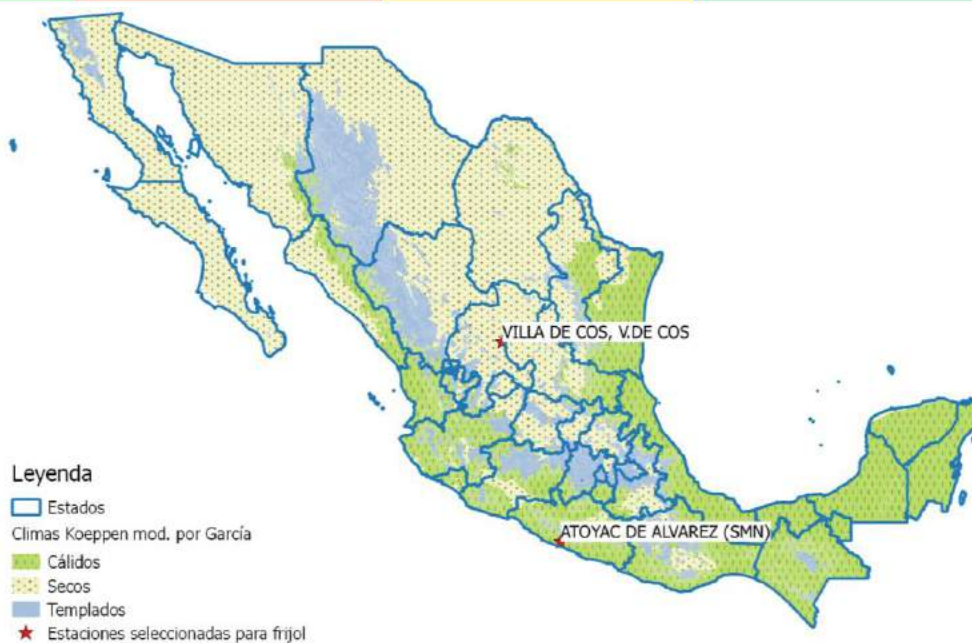 VILLA DE COS, V.DE COS
ATOYAC DE ALVAREZ (SMN)
Leyenda
Estados
Climas Koeppen mod. por García
Cálidos
Secos
Templados
Estaciones seleccionadas para frijol